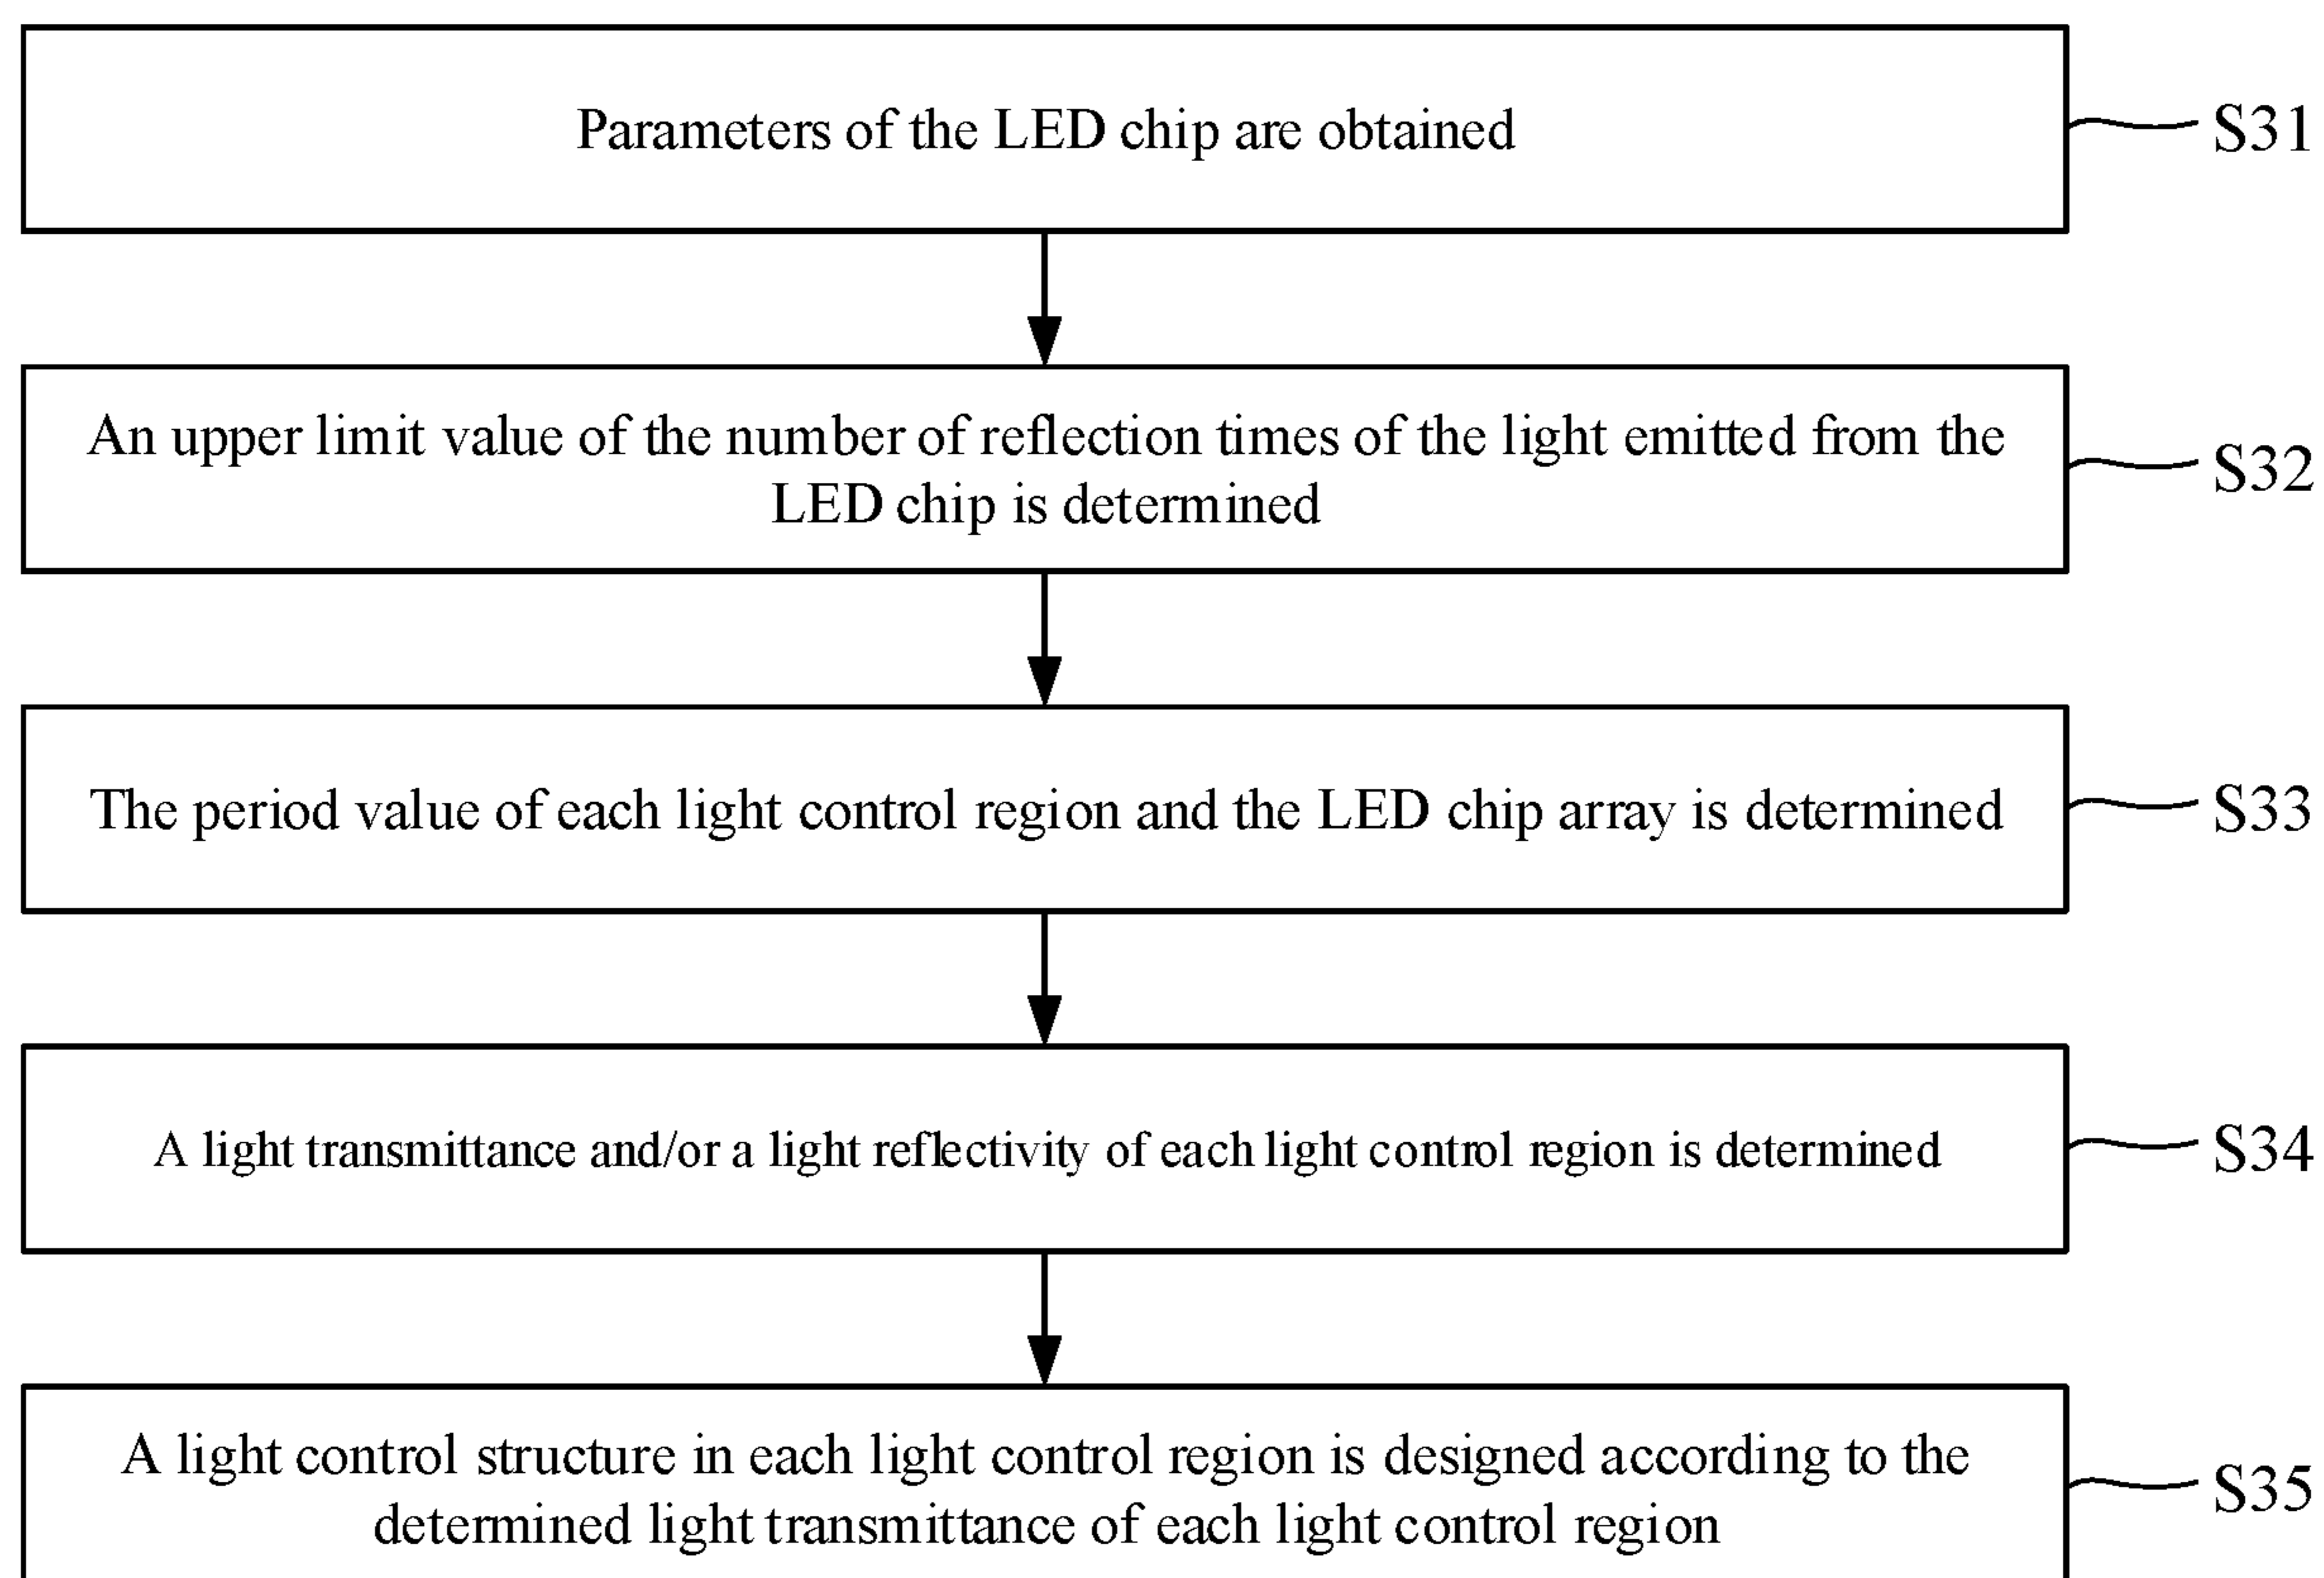 Parameters of the LED chip are obtained
S31
An upper limit value of the number of reflection times of the light emitted from the
LED chip is determined
S32
The period value of each light control region and the LED chip array is determined
S33
A light transmittance and/or a light reflectivity of each light control region is determined
S34
A light control structure in each light control region is designed according to the
determined light transmittance of each light control region
S35